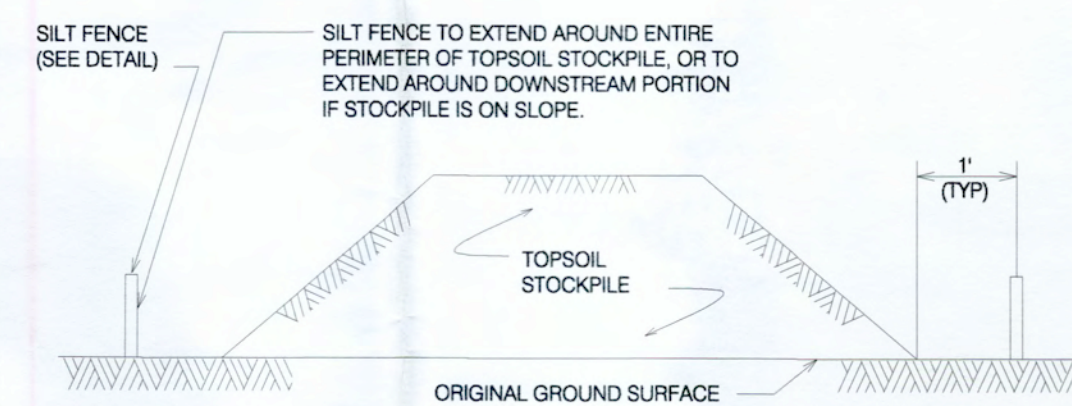 SILT FENCE
(SEE DETAIL)
SILT FENCE TO EXTEND AROUND ENTIRE
PERIMETER OF TOPSOIL STOCKPILE, OR TO
EXTEND AROUND DOWNSTREAM PORTION
IF STOCKPILE IS ON SLOPE.
1'
(TYP)
TOPSOIL
STOCKPILE
ORIGINAL GROUND SURFACE